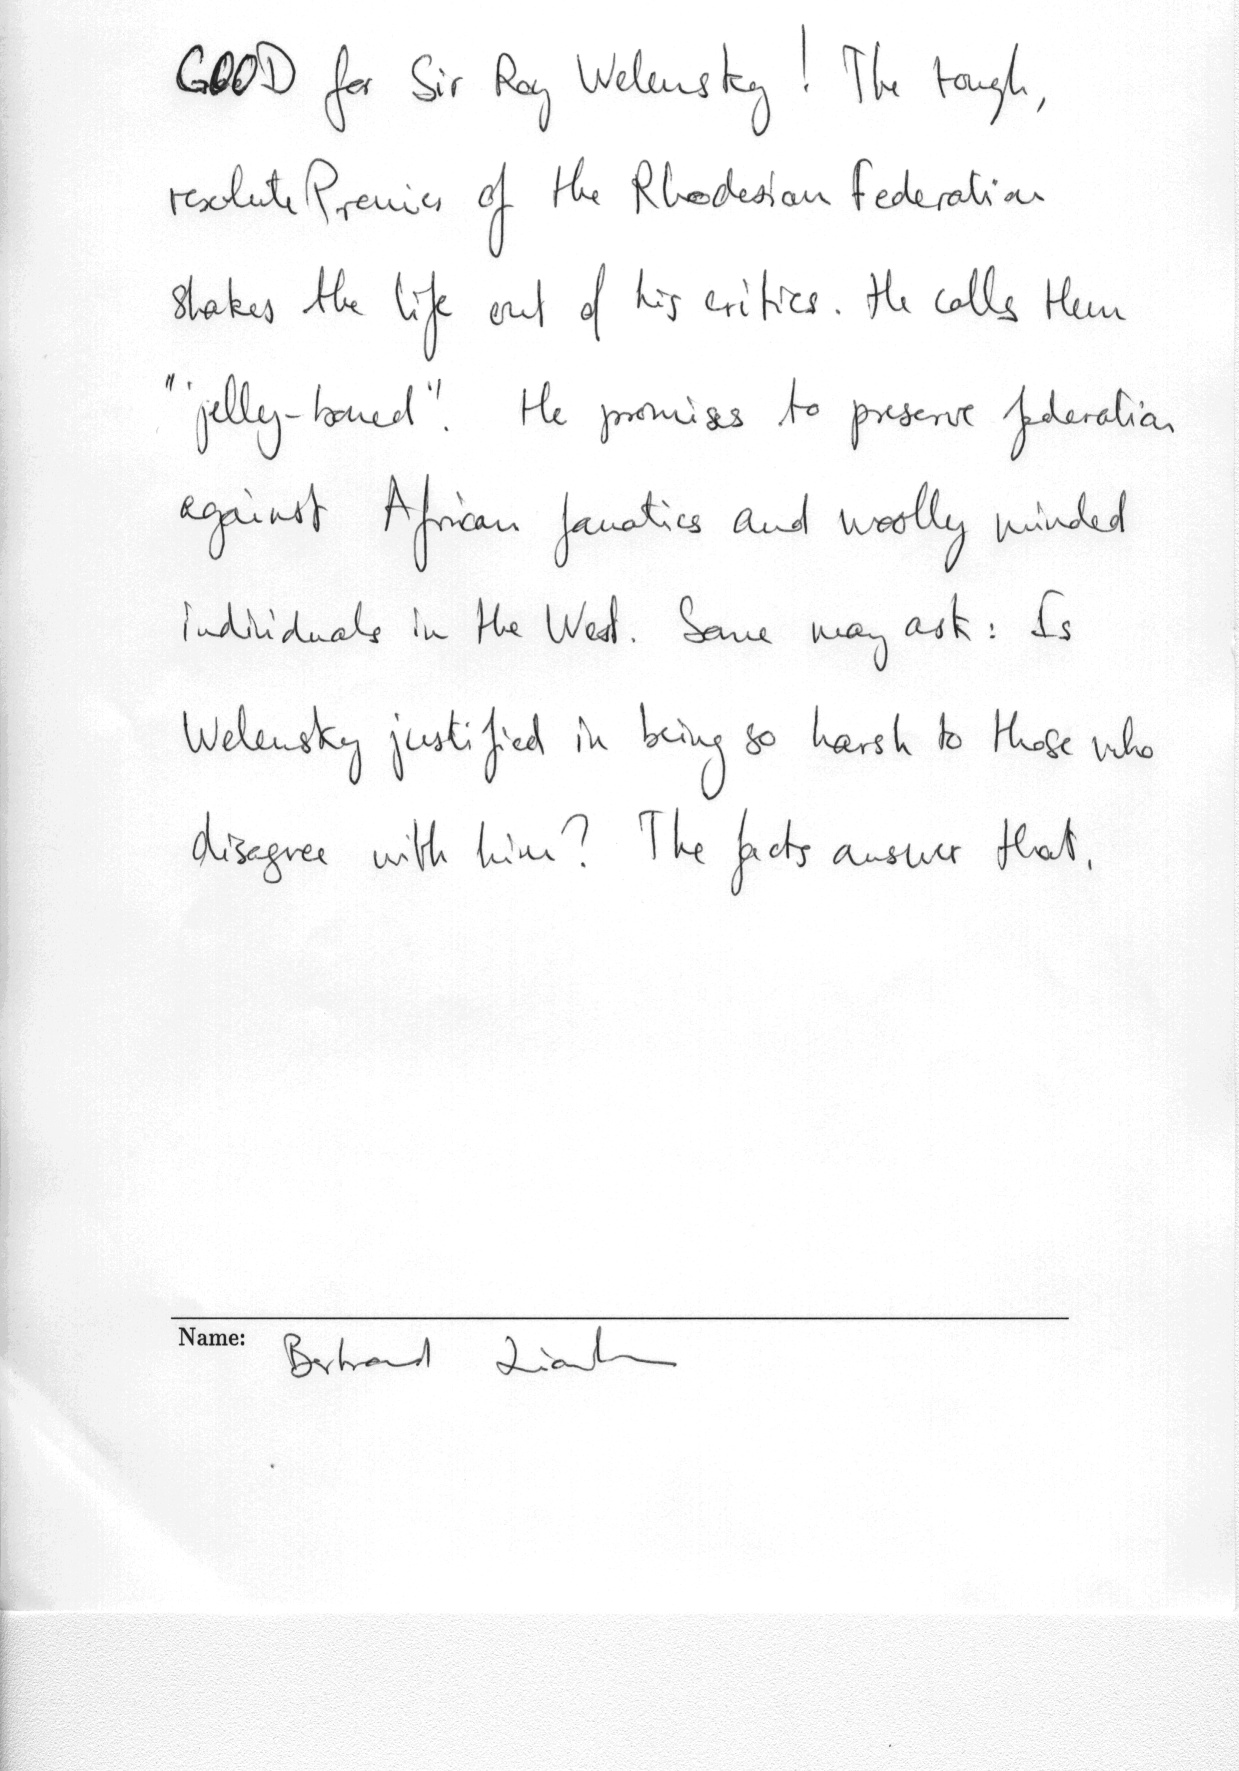 GOOD for Sir Roy Welensky! The tough,
resolute Premier of the Rhodesian Federation
shakes the life out of his critics. He calls them
"jelly-boned". He promises to preserve federation
against African fanatics and woolly minded
individuals in the West. Some may ask: Is
Welensky justified in being so harsh to those who
disagree with him? The facts answer that.
Name: Bertrand